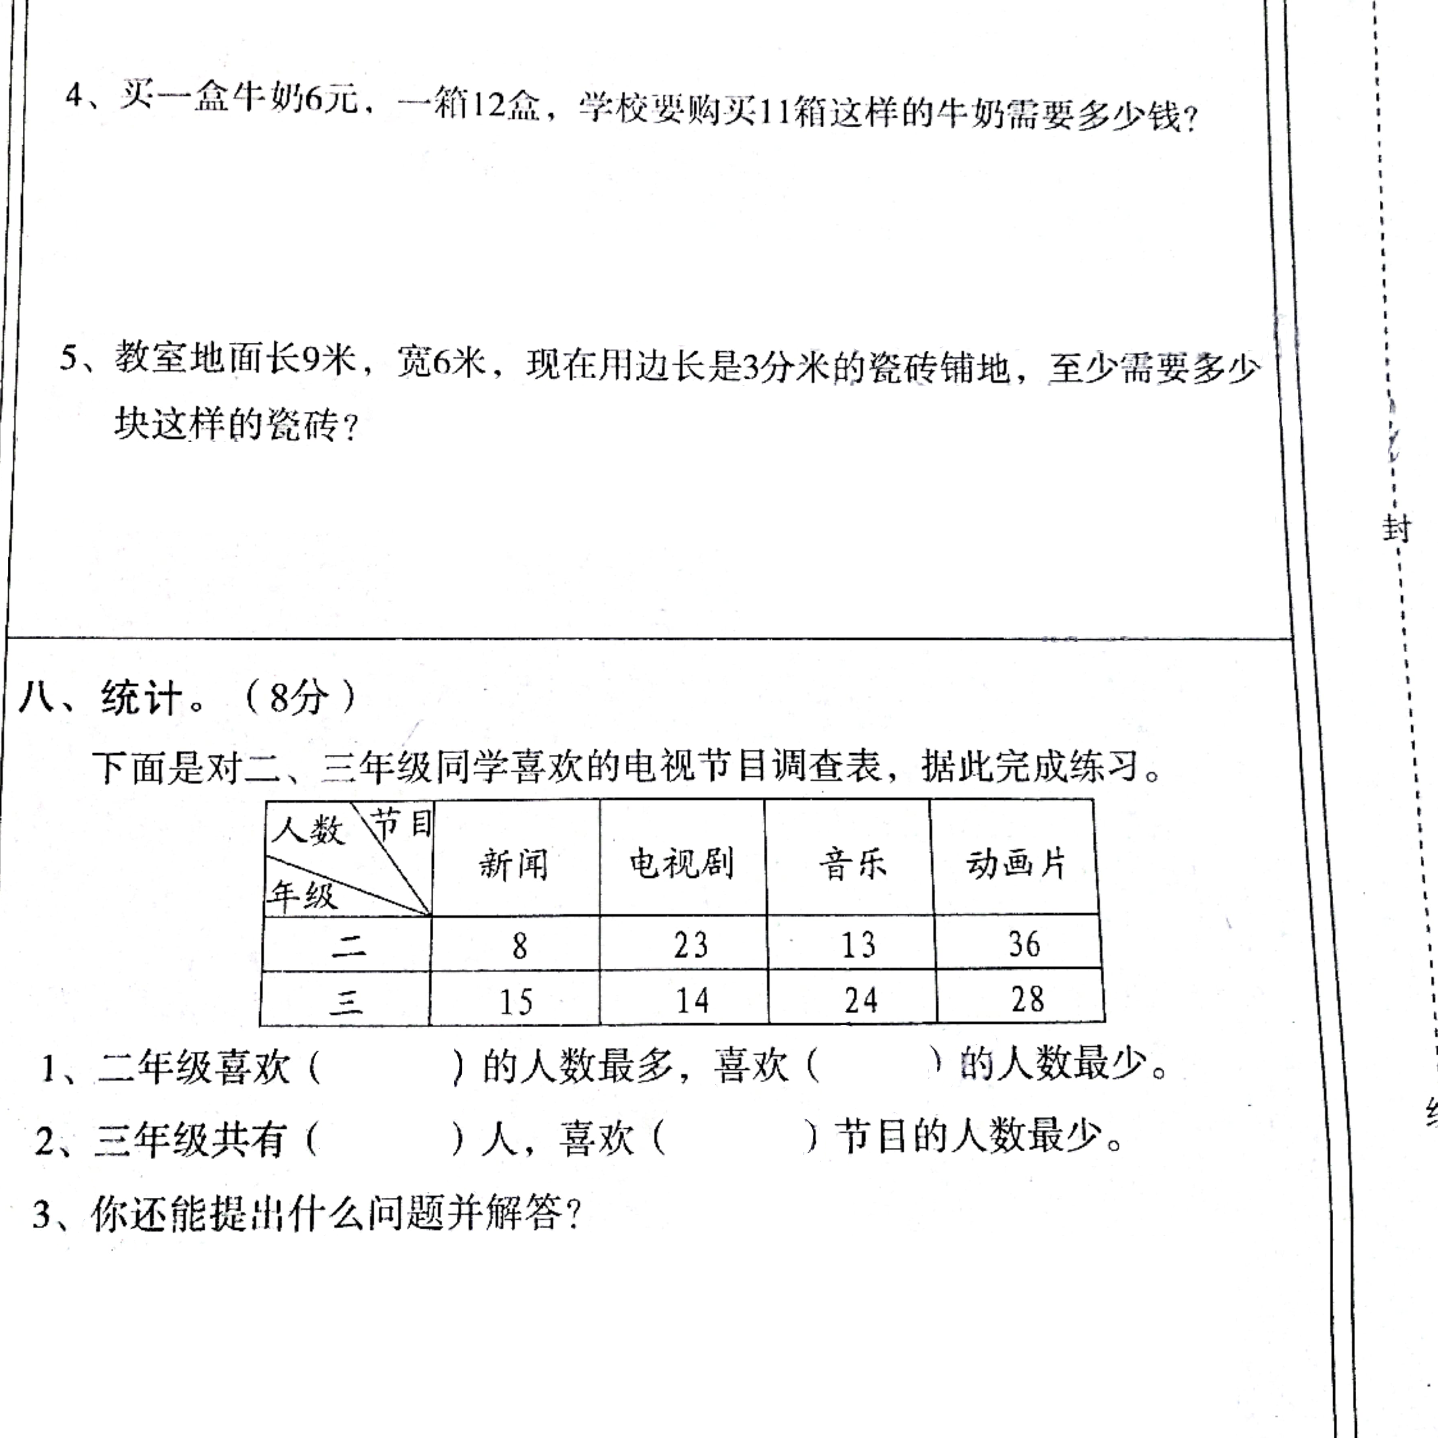 4、买一盒牛奶6元，一箱12盒，学校要购买11箱这样的牛奶需要多少钱？
5、教室地面长9米，宽6米，现在用边长是3分米的瓷砖铺地，至少需要多少
块这样的瓷砖？
封
八、统计。（8分）
下面是对二、三年级同学喜欢的电视节目调查表，据此完成练习。
人数 节目 年级 新闻 电视剧 音乐 动画片
二 8 23 13 36
三 15 14 24 28
1、二年级喜欢（ ）的人数最多，喜欢（ ）的人数最少。
2、三年级共有（ ）人，喜欢（ ）节目的人数最少。
3、你还能提出什么问题并解答？